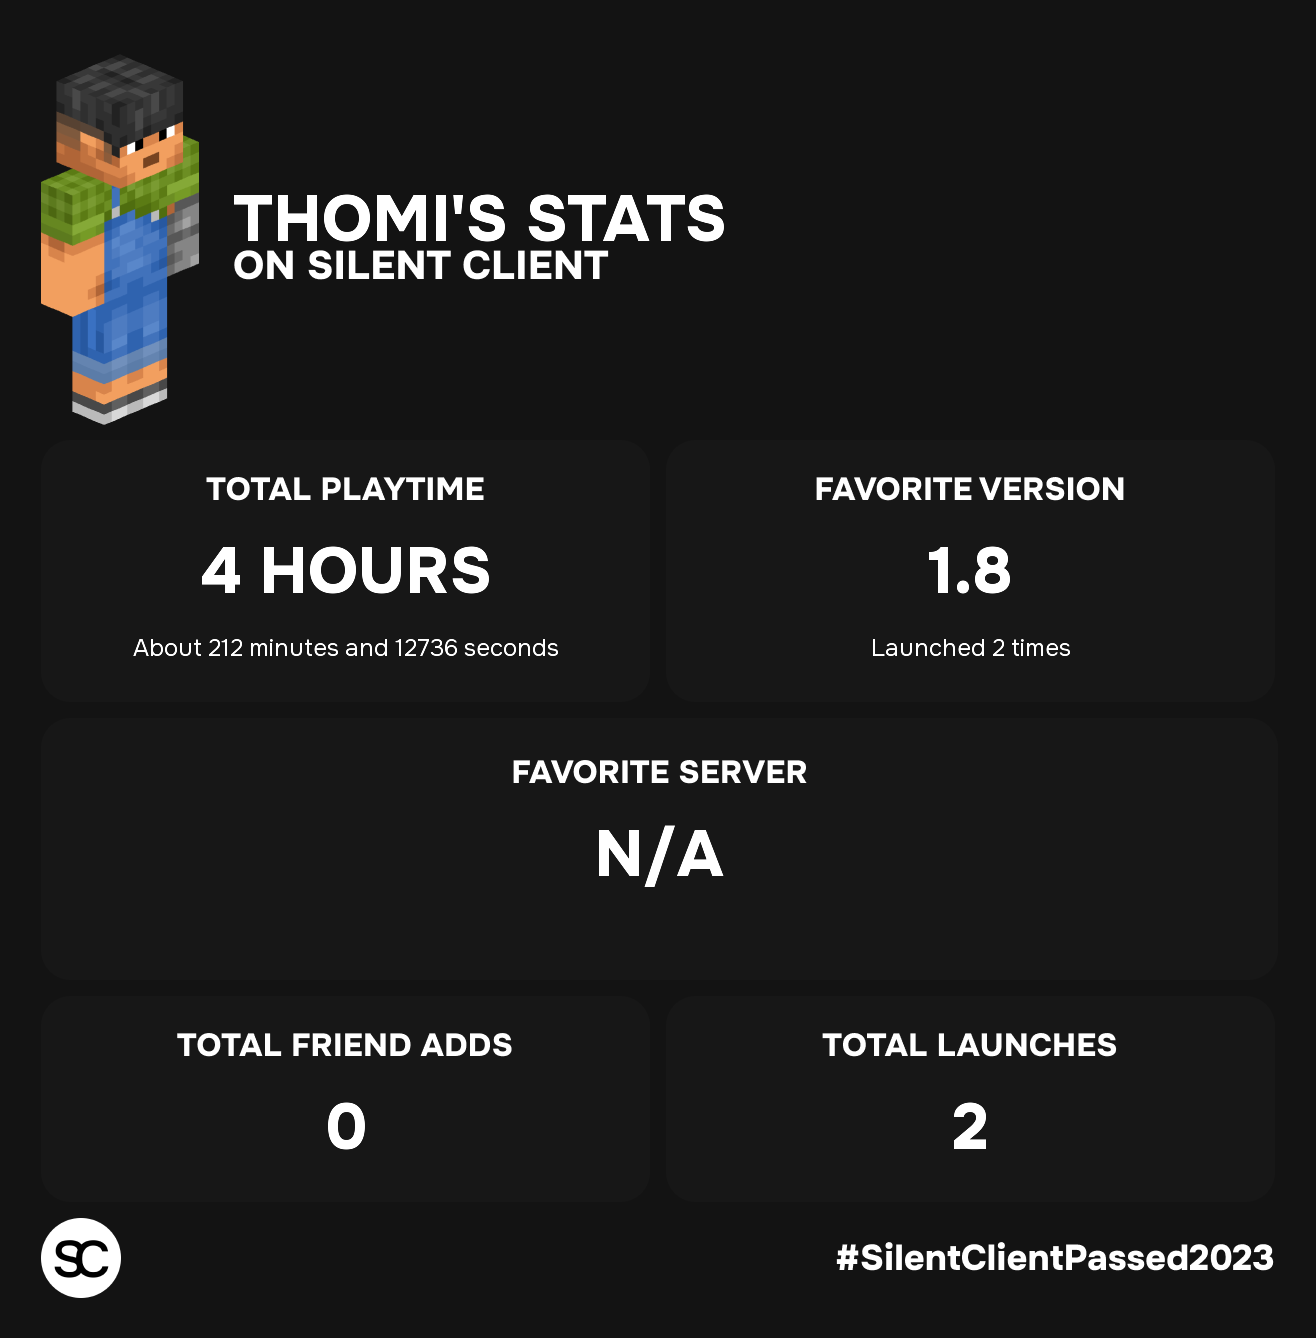 THOMI'S STATS
ON SILENT CLIENT
TOTAL PLAYTIME
4 HOURS
About 212 minutes and 12736 seconds
FAVORITE VERSION
1.8
Launched 2 times
FAVORITE SERVER
N/A
TOTAL FRIEND ADDS
0
TOTAL LAUNCHES
2
SC
#SilentClientPassed2023